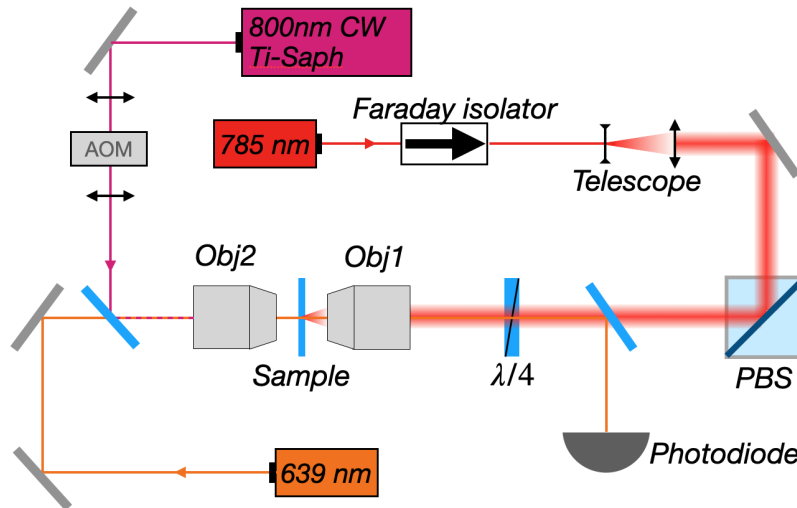 800nm CW
Ti-Saph
Faraday isolator
AOM
785 nm
Telescope
Obj2
Obj1
Sample
λ/4
PBS
639 nm
Photodiode